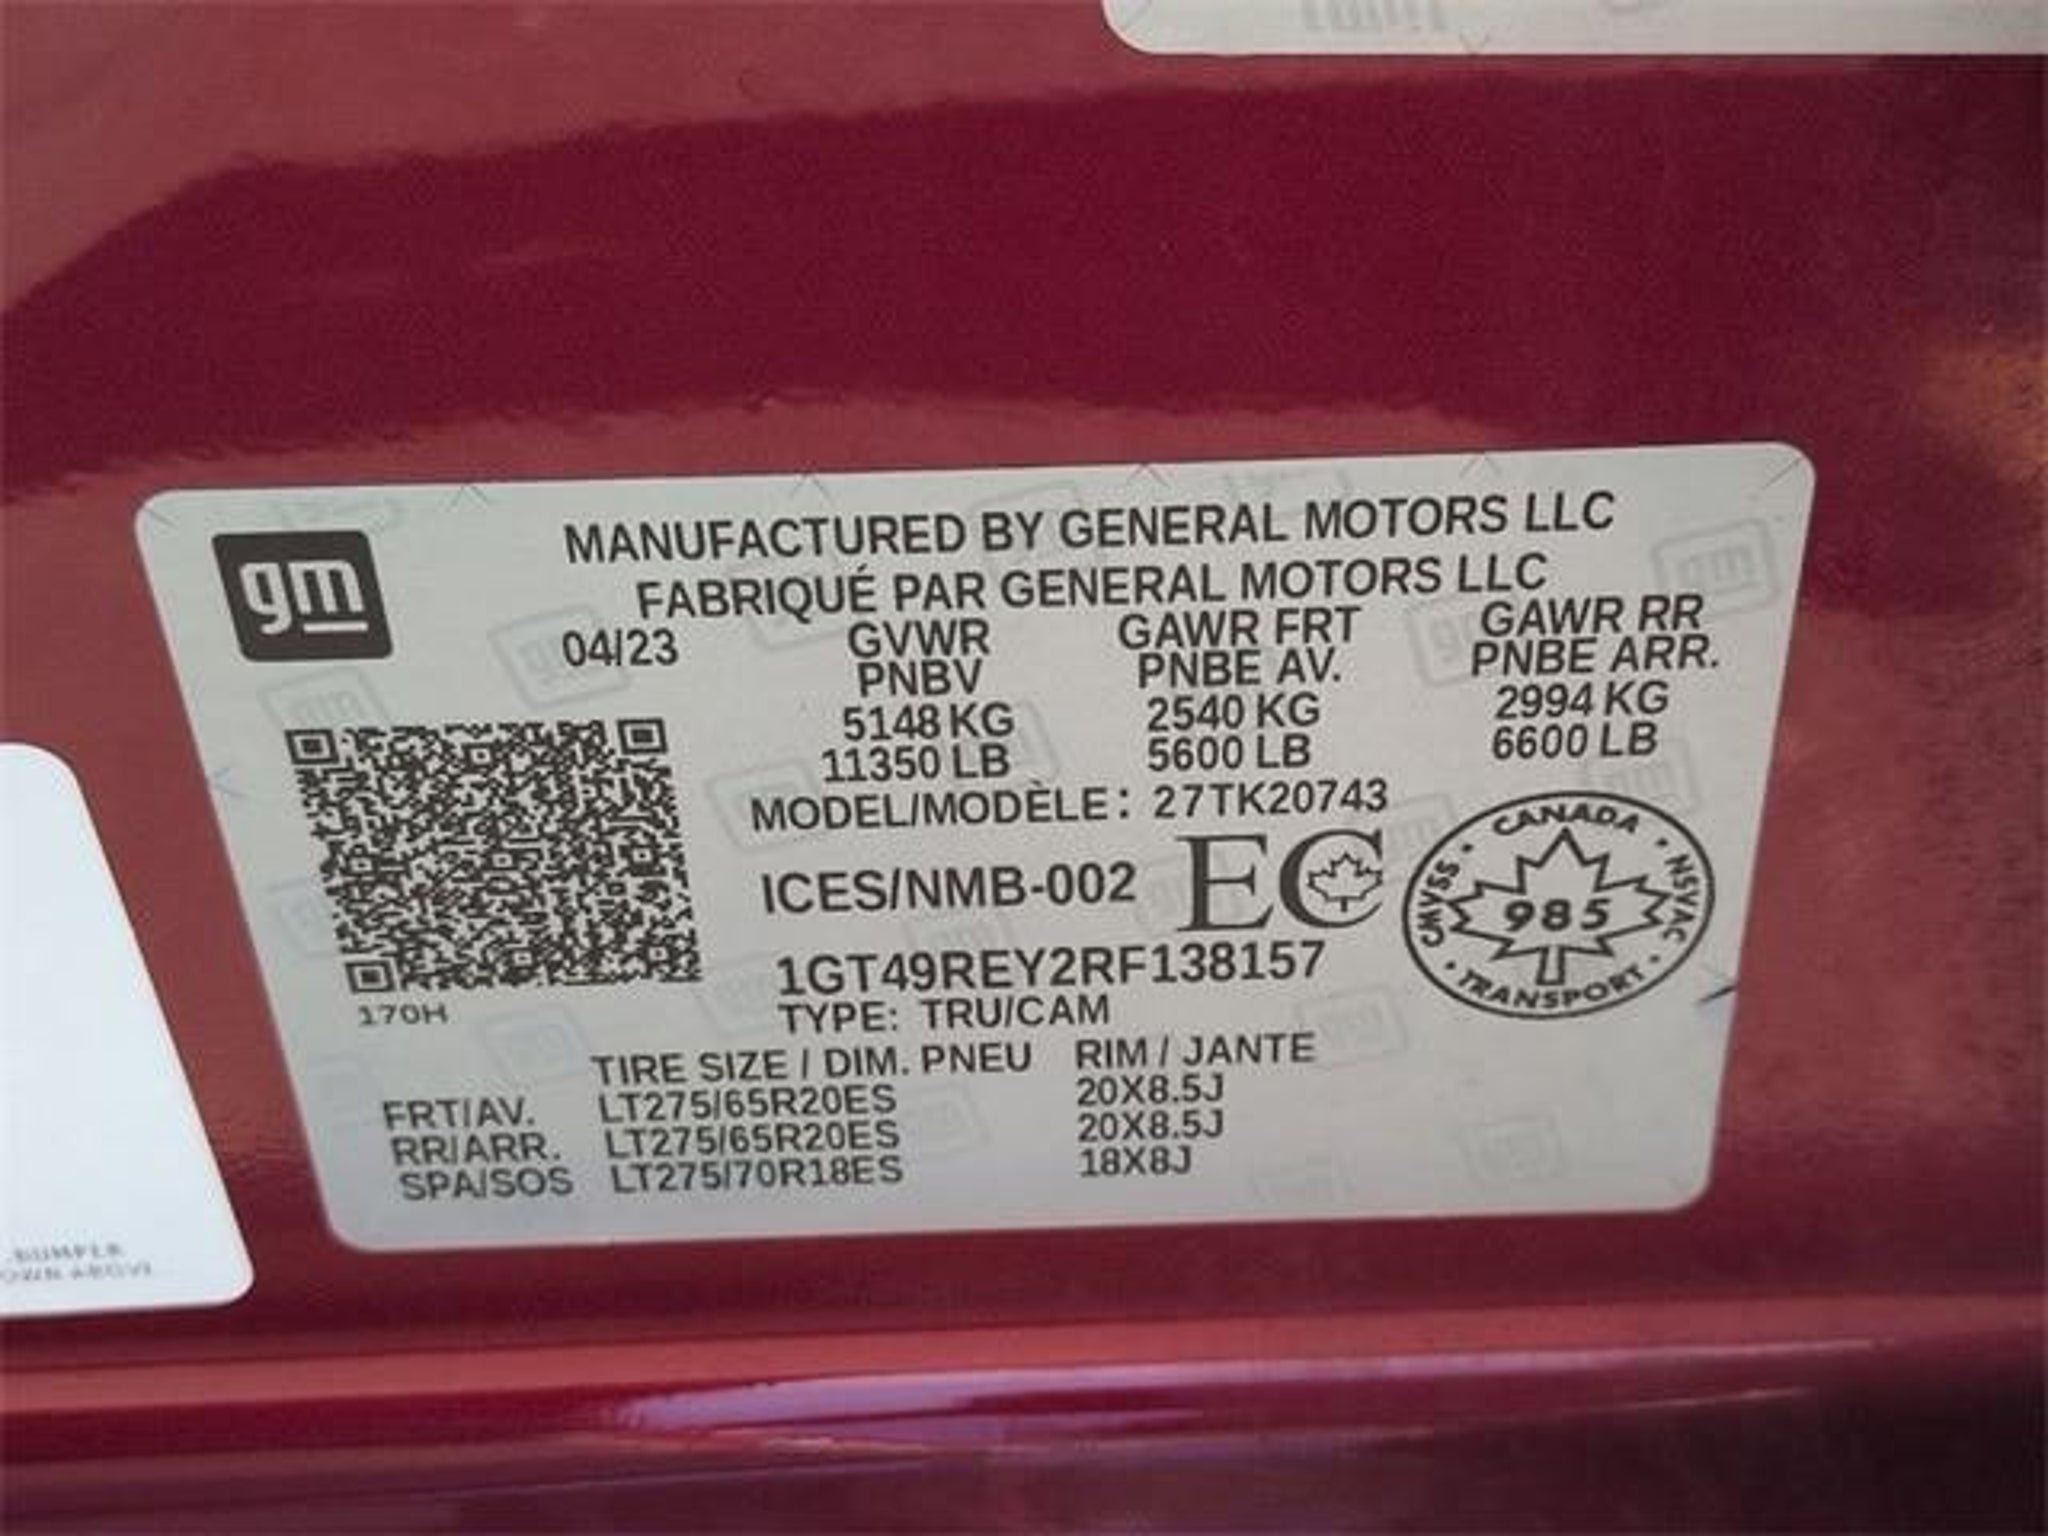 gm
MANUFACTURED BY GENERAL MOTORS LLC
FABRIQUÉ PAR GENERAL MOTORS LLC
04/23 GVWR GAWR FRT GAWR RR
PNBV PNBE AV. PNBE ARR.
5148 KG 2540 KG 2994 KG
11350 LB 5600 LB 6600 LB
MODEL/MODÈLE: 27TK20743
ICES/NMB-002 EC
CANADA
CMVSS · NSVAC
985
· TRANSPORT ·
1GT49REY2RF138157
170H
TYPE: TRU/CAM
TIRE SIZE / DIM. PNEU RIM / JANTE
FRT/AV. LT275/65R20ES 20X8.5J
RR/ARR. LT275/65R20ES 20X8.5J
SPA/SOS LT275/70R18ES 18X8J
BUMPER
OWN ABOVE